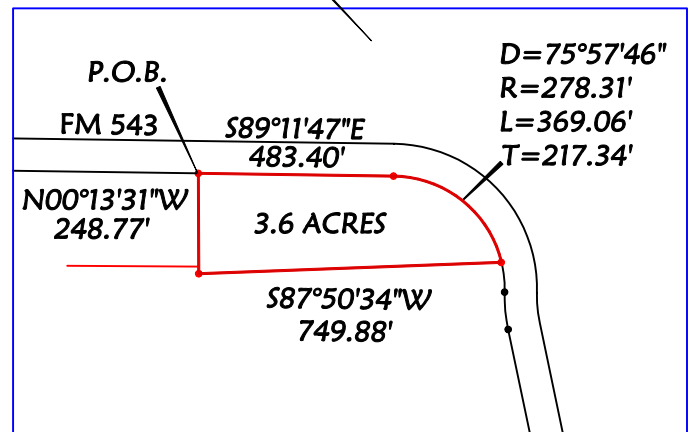 D=75°57'46"
R=278.31'
L=369.06'
T=217.34'
P.O.B.
FM 543
S89°11'47"E
483.40'
N00°13'31"W
248.77'
3.6 ACRES
S87°50'34"W
749.88'